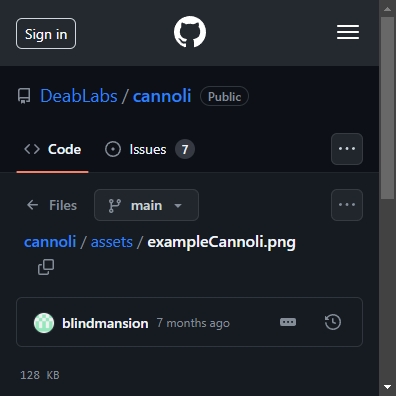 Sign in
DeabLabs / cannoli Public
Code Issues 7
Files main
cannoli / assets / exampleCannoli.png
blindmansion 7 months ago
128 KB